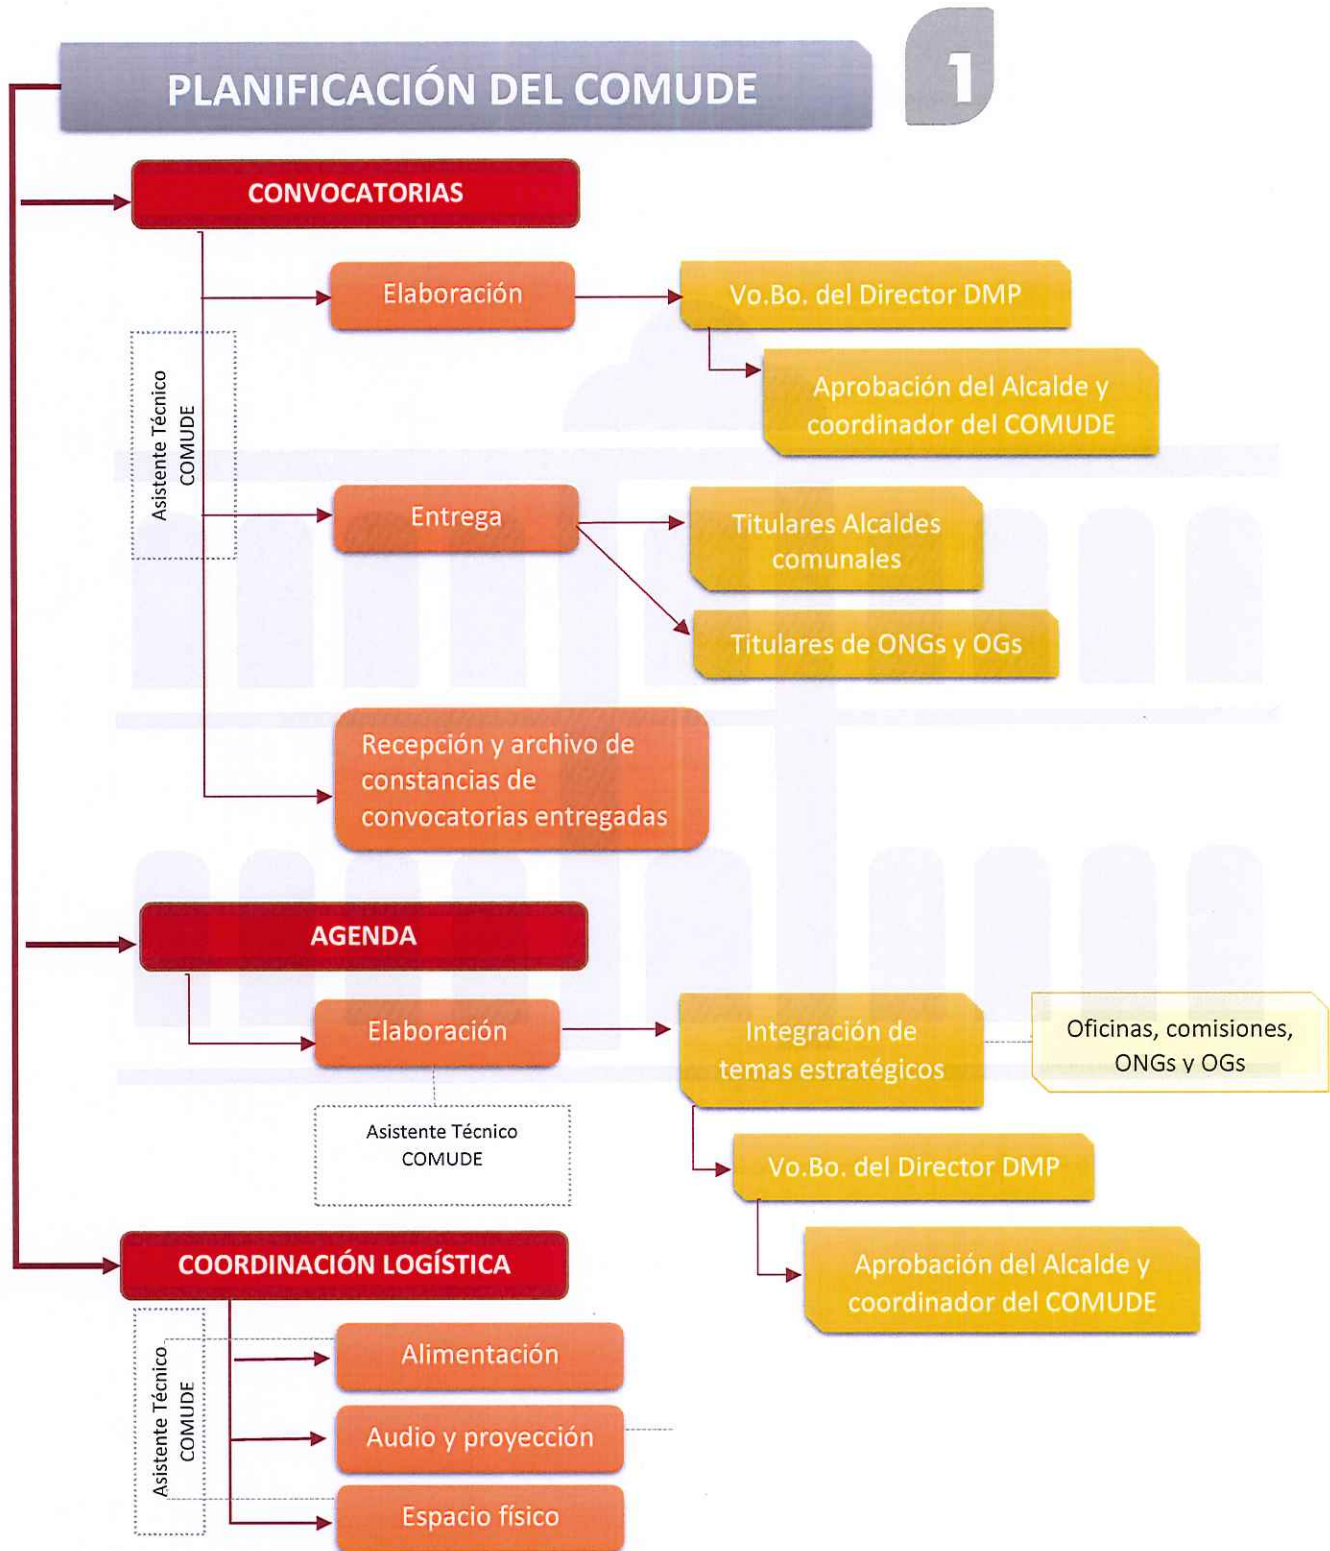 PLANIFICACIÓN DEL COMUDE
1
CONVOCATORIAS
Elaboración
Vo.Bo. del Director DMP
Aprobación del Alcalde y
coordinador del COMUDE
Asistente Técnico
COMUDE
Entrega
Titulares Alcaldes
comunales
Titulares de ONGs y OGs
Recepción y archivo de
constancias de
convocatorias entregadas
AGENDA
Elaboración
Integración de
temas estratégicos
Oficinas, comisiones,
ONGs y OGs
Asistente Técnico
COMUDE
Vo.Bo. del Director DMP
Aprobación del Alcalde y
coordinador del COMUDE
COORDINACIÓN LOGÍSTICA
Asistente Técnico
COMUDE
Alimentación
Audio y proyección
Espacio físico